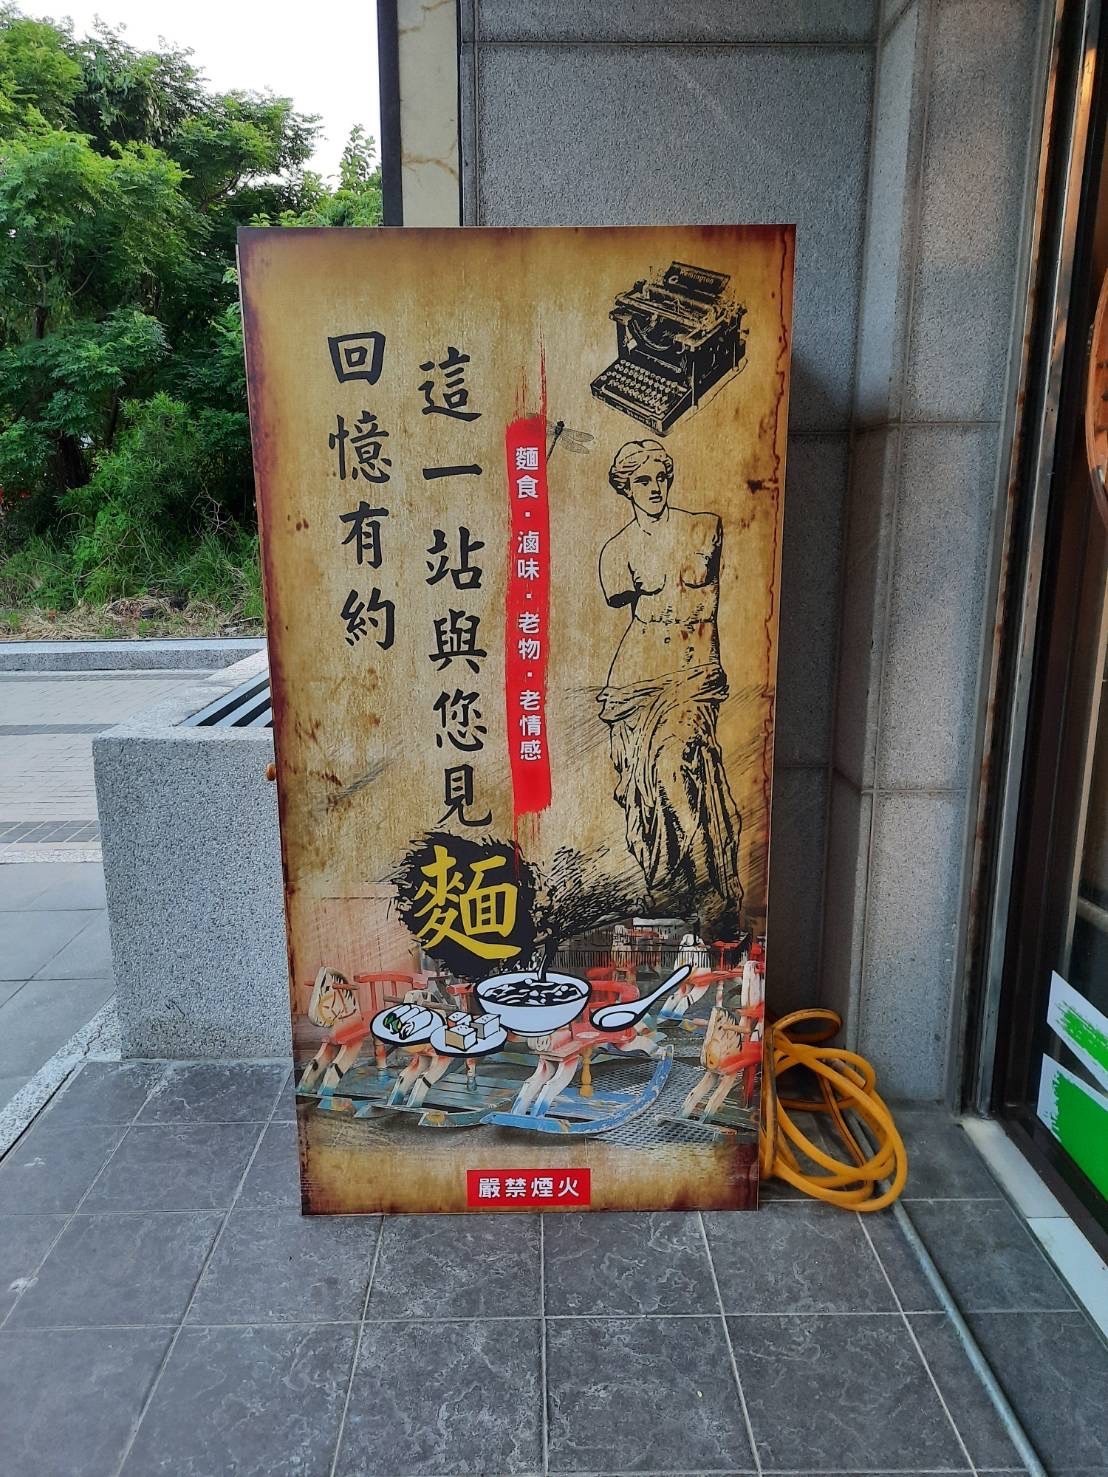 Remington
麵食·滷味·老物·老情感
這一站與您見
麵
回憶有約
嚴禁煙火